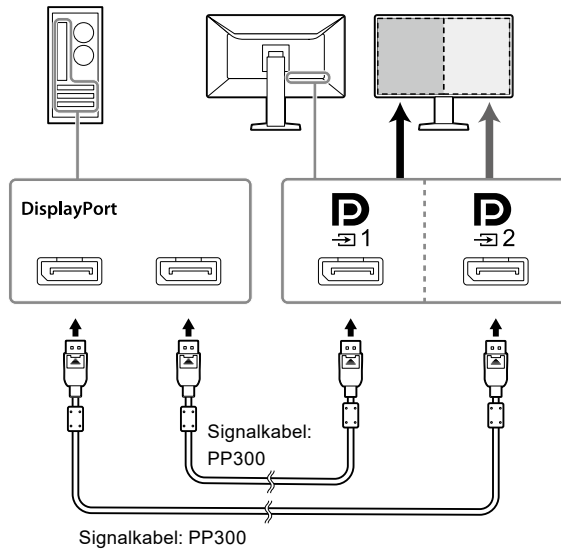 DisplayPort
1
2
Signalkabel:
PP300
Signalkabel: PP300